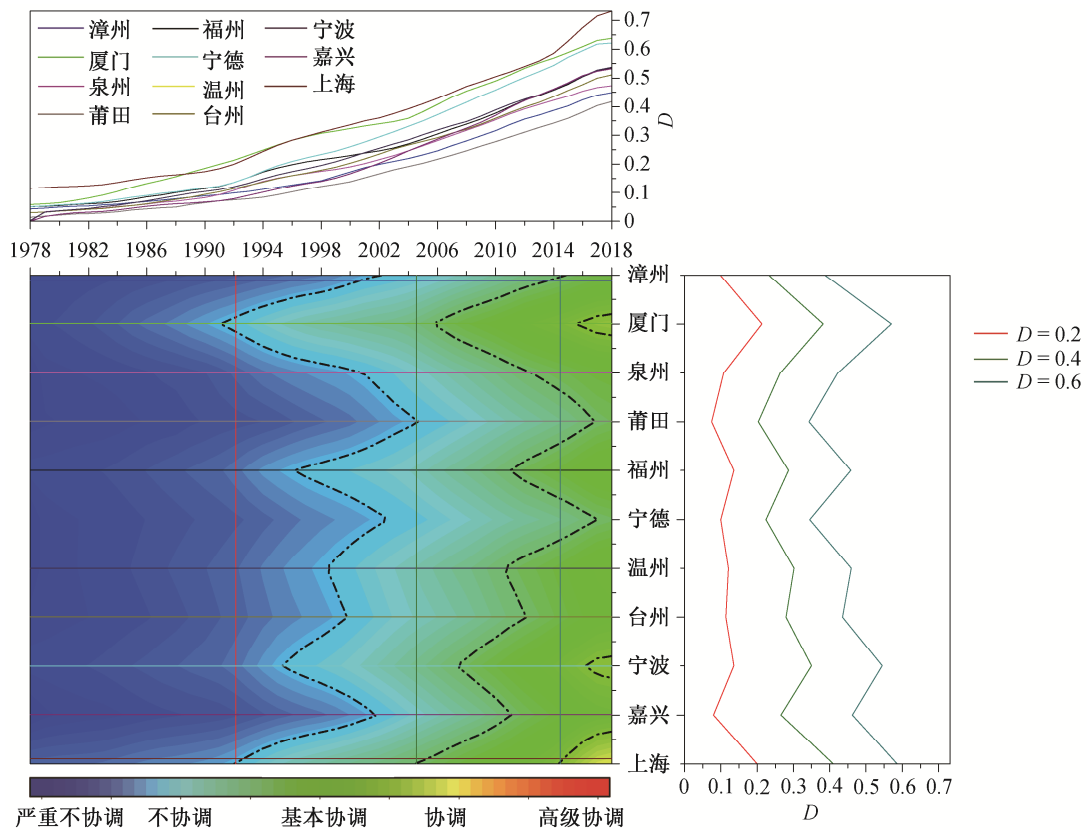 漳州 福州 宁波
厦门 宁德 嘉兴
泉州 温州 上海
莆田 台州
0.7
0.6
0.5
0.4
0.3
0.2
0.1
0
D
1978 1982 1986 1990 1994 1998 2002 2006 2010 2014 2018
漳州
厦门
泉州
莆田
福州
宁德
温州
台州
宁波
嘉兴
上海
D = 0.2
D = 0.4
D = 0.6
0 0.1 0.2 0.3 0.4 0.5 0.6 0.7
D
严重不协调 不协调 基本协调 协调 高级协调